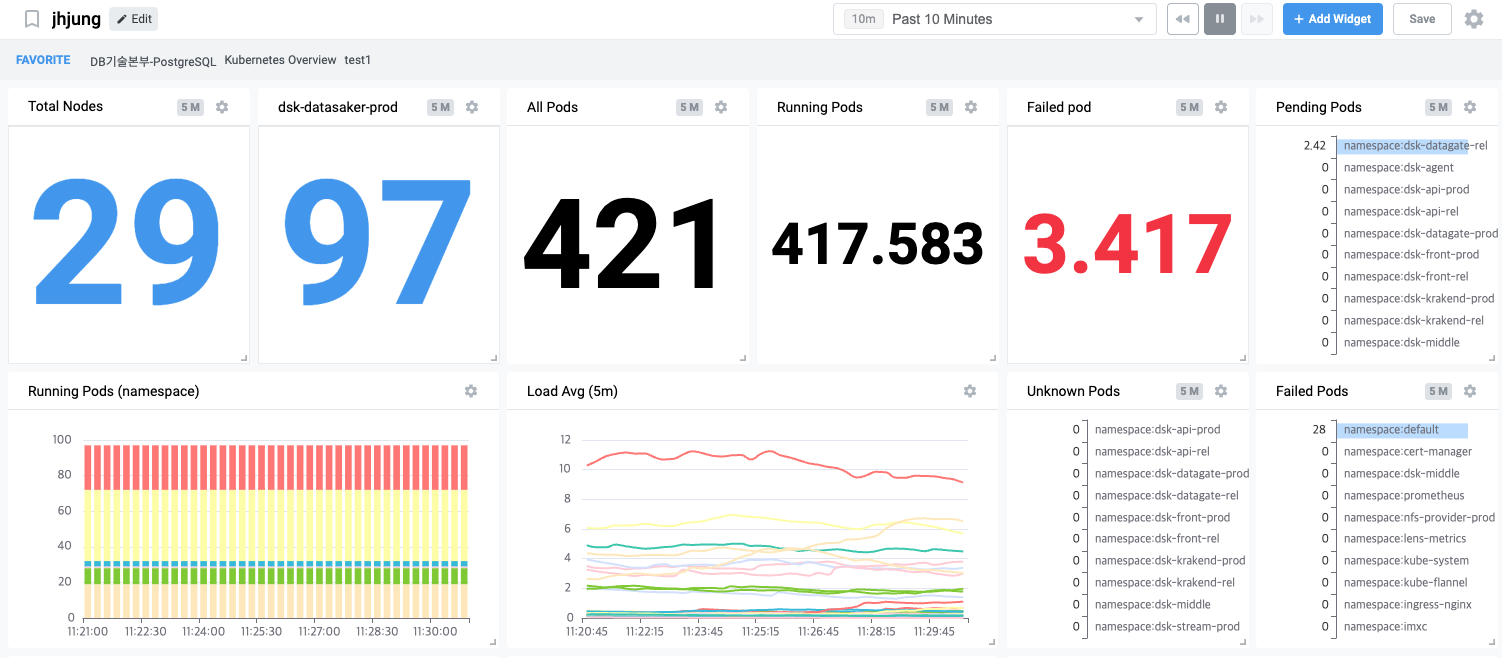 jhjung Edit 10m Past 10 Minutes + Add Widget Save
FAVORITE DB기술본부-PostgreSQL Kubernetes Overview test1
Total Nodes 5 M
29
dsk-datasaker-prod 5 M
97
All Pods 5 M
421
Running Pods 5 M
417.583
Failed pod 5 M
3.417
Pending Pods 5 M
2.42 namespace:dsk-datagate-rel
0 namespace:dsk-agent
0 namespace:dsk-api-prod
0 namespace:dsk-api-rel
0 namespace:dsk-datagate-prod
0 namespace:dsk-front-prod
0 namespace:dsk-front-rel
0 namespace:dsk-krakend-prod
0 namespace:dsk-krakend-rel
0 namespace:dsk-middle
Running Pods (namespace)
100
80
60
40
20
0
11:21:00 11:22:30 11:24:00 11:25:30 11:27:00 11:28:30 11:30:00
Load Avg (5m)
12
10
8
6
4
2
0
11:20:45 11:22:15 11:23:45 11:25:15 11:26:45 11:28:15 11:29:45
Unknown Pods 5 M
0 namespace:dsk-api-prod
0 namespace:dsk-api-rel
0 namespace:dsk-datagate-prod
0 namespace:dsk-datagate-rel
0 namespace:dsk-front-prod
0 namespace:dsk-front-rel
0 namespace:dsk-krakend-prod
0 namespace:dsk-krakend-rel
0 namespace:dsk-middle
0 namespace:dsk-stream-prod
Failed Pods 5 M
28 namespace:default
0 namespace:cert-manager
0 namespace:dsk-middle
0 namespace:prometheus
0 namespace:nfs-provider-prod
0 namespace:lens-metrics
0 namespace:kube-system
0 namespace:kube-flannel
0 namespace:ingress-nginx
0 namespace:imxc